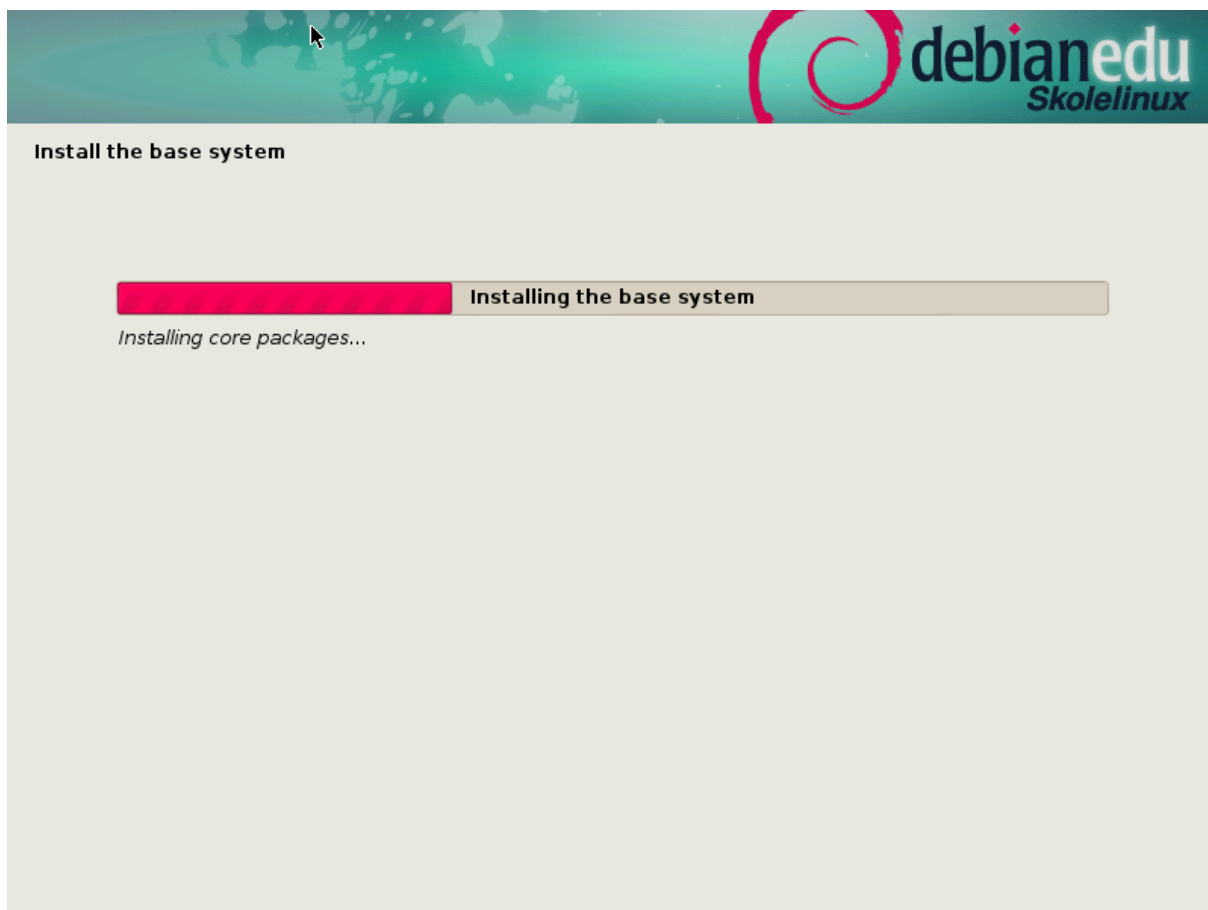 debianedu
Skolelinux
Install the base system
Installing the base system
Installing core packages...